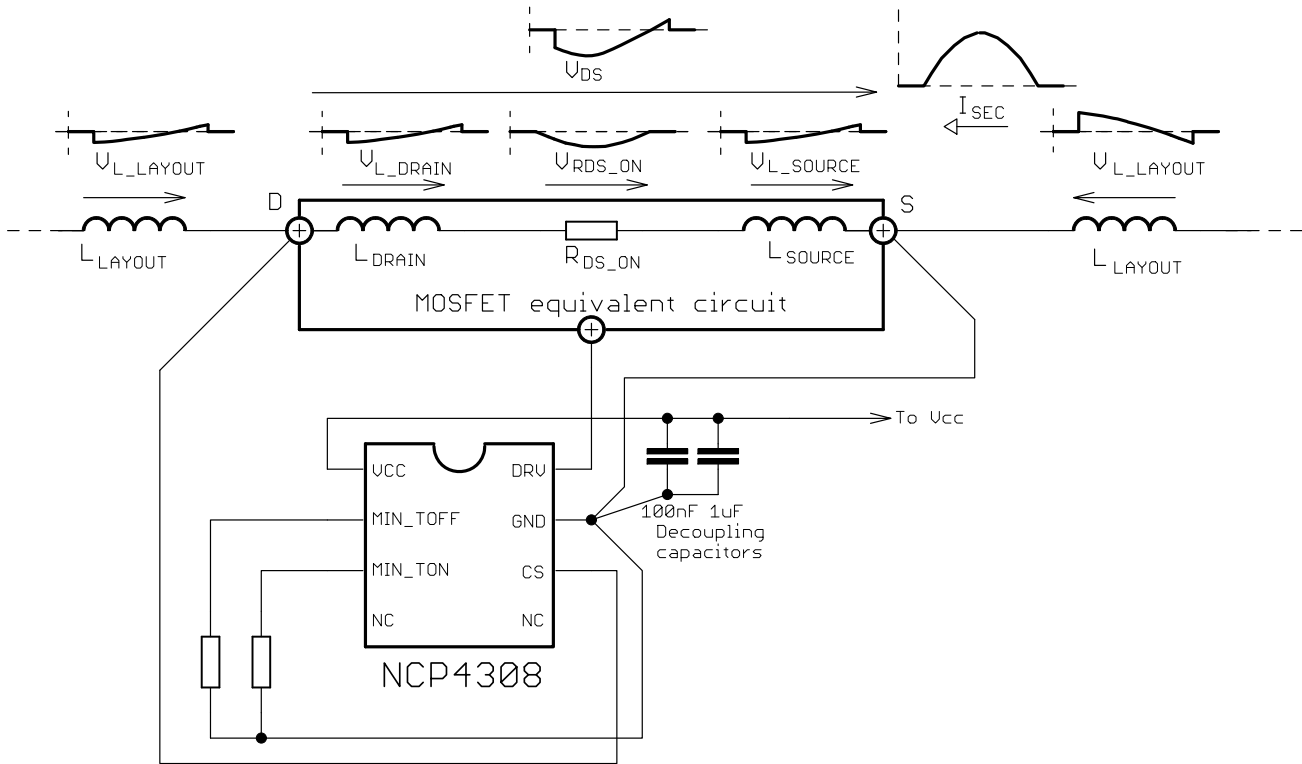 VDS
ISEC
VL_LAYOUT
VL_DRAIN
VRDS_ON
VL_SOURCE
VL_LAYOUT
D
S
LLAYOUT
LDRAIN
RDS_ON
LSOURCE
LLAYOUT
MOSFET equivalent circuit
To Vcc
VCC
DRV
MIN_TOFF
GND
MIN_TON
CS
NC
NC
100nF 1uF
Decoupling
capacitors
NCP4308